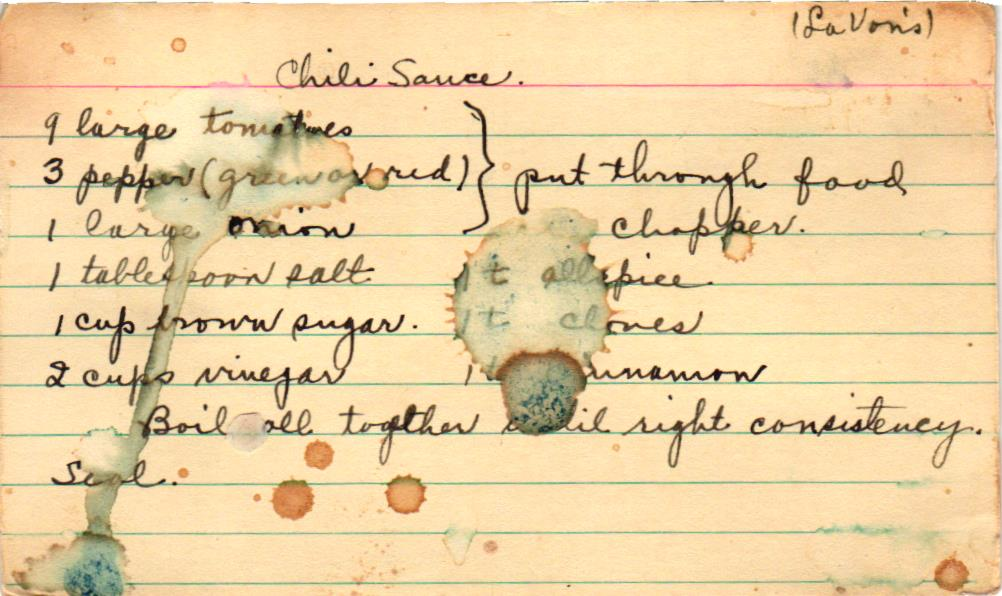 (LaVon's)
Chili Sauce.
9 large tomatoes
3 pepper (green or red) } put through food
1 large onion chopper.
1 tablespoon salt 1 t allspice
1 cup brown sugar. 1 t cloves
2 cups vinegar 1 cinnamon
Boil all togther until right consistency.
Seal.